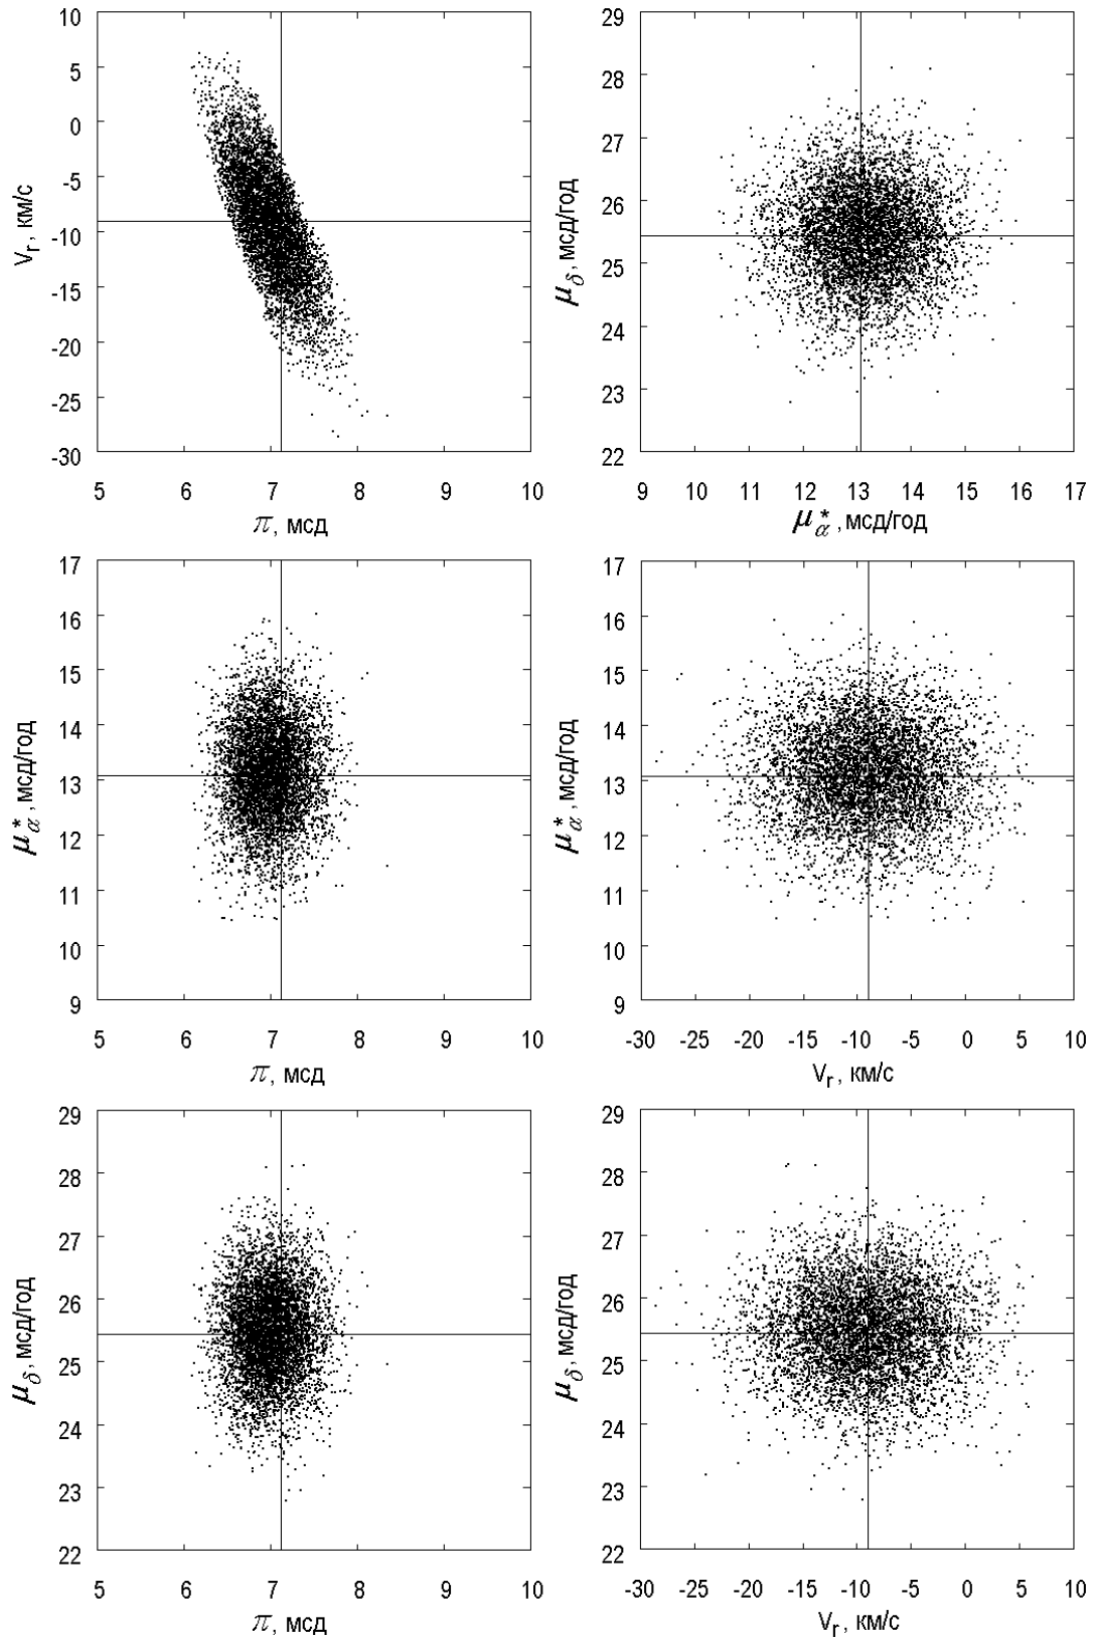 10
5
0
-5
-10
-15
-20
-25
-30
Vr, км/с
5 6 7 8 9 10
π, мсд
29
28
27
26
25
24
23
22
μδ, мсд/год
9 10 11 12 13 14 15 16 17
μα*, мсд/год
17
16
15
14
13
12
11
10
9
μα*, мсд/год
5 6 7 8 9 10
π, мсд
17
16
15
14
13
12
11
10
9
μα*, мсд/год
-30 -25 -20 -15 -10 -5 0 5 10
Vr, км/с
29
28
27
26
25
24
23
22
μδ, мсд/год
5 6 7 8 9 10
π, мсд
29
28
27
26
25
24
23
22
μδ, мсд/год
-30 -25 -20 -15 -10 -5 0 5 10
Vr, км/с